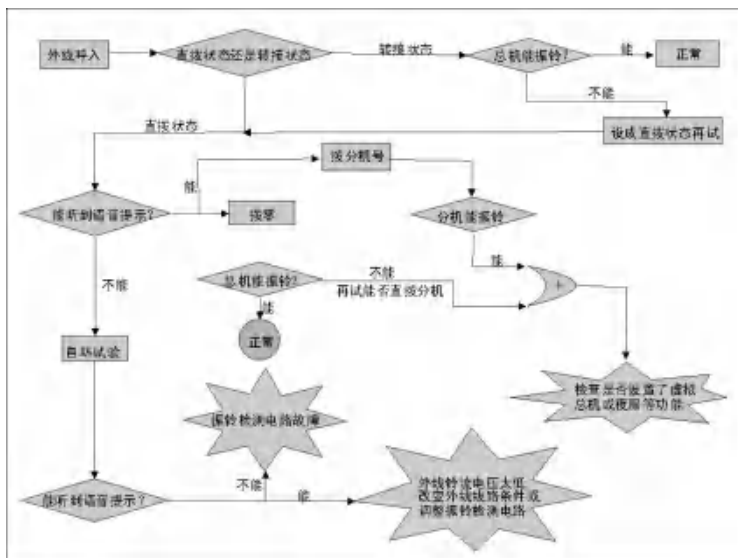 外线呼入
直拨状态还是转接状态
转接状态
总机能振铃?
能
正常
不能
设成直拨状态再试
直拨状态
拨分机号
能
能听到语音提示?
拨零
分机能振铃
能
不能
总机能振铃?
不能
再试能否直拨分机
+
能
正常
自助试验
检查是否设置了虚拟
总机或夜服等功能
振铃检测电路故障
能听到语音提示?
不能
能
外线铃流电压太低
改变外线线路条件或
调整振铃检测电路